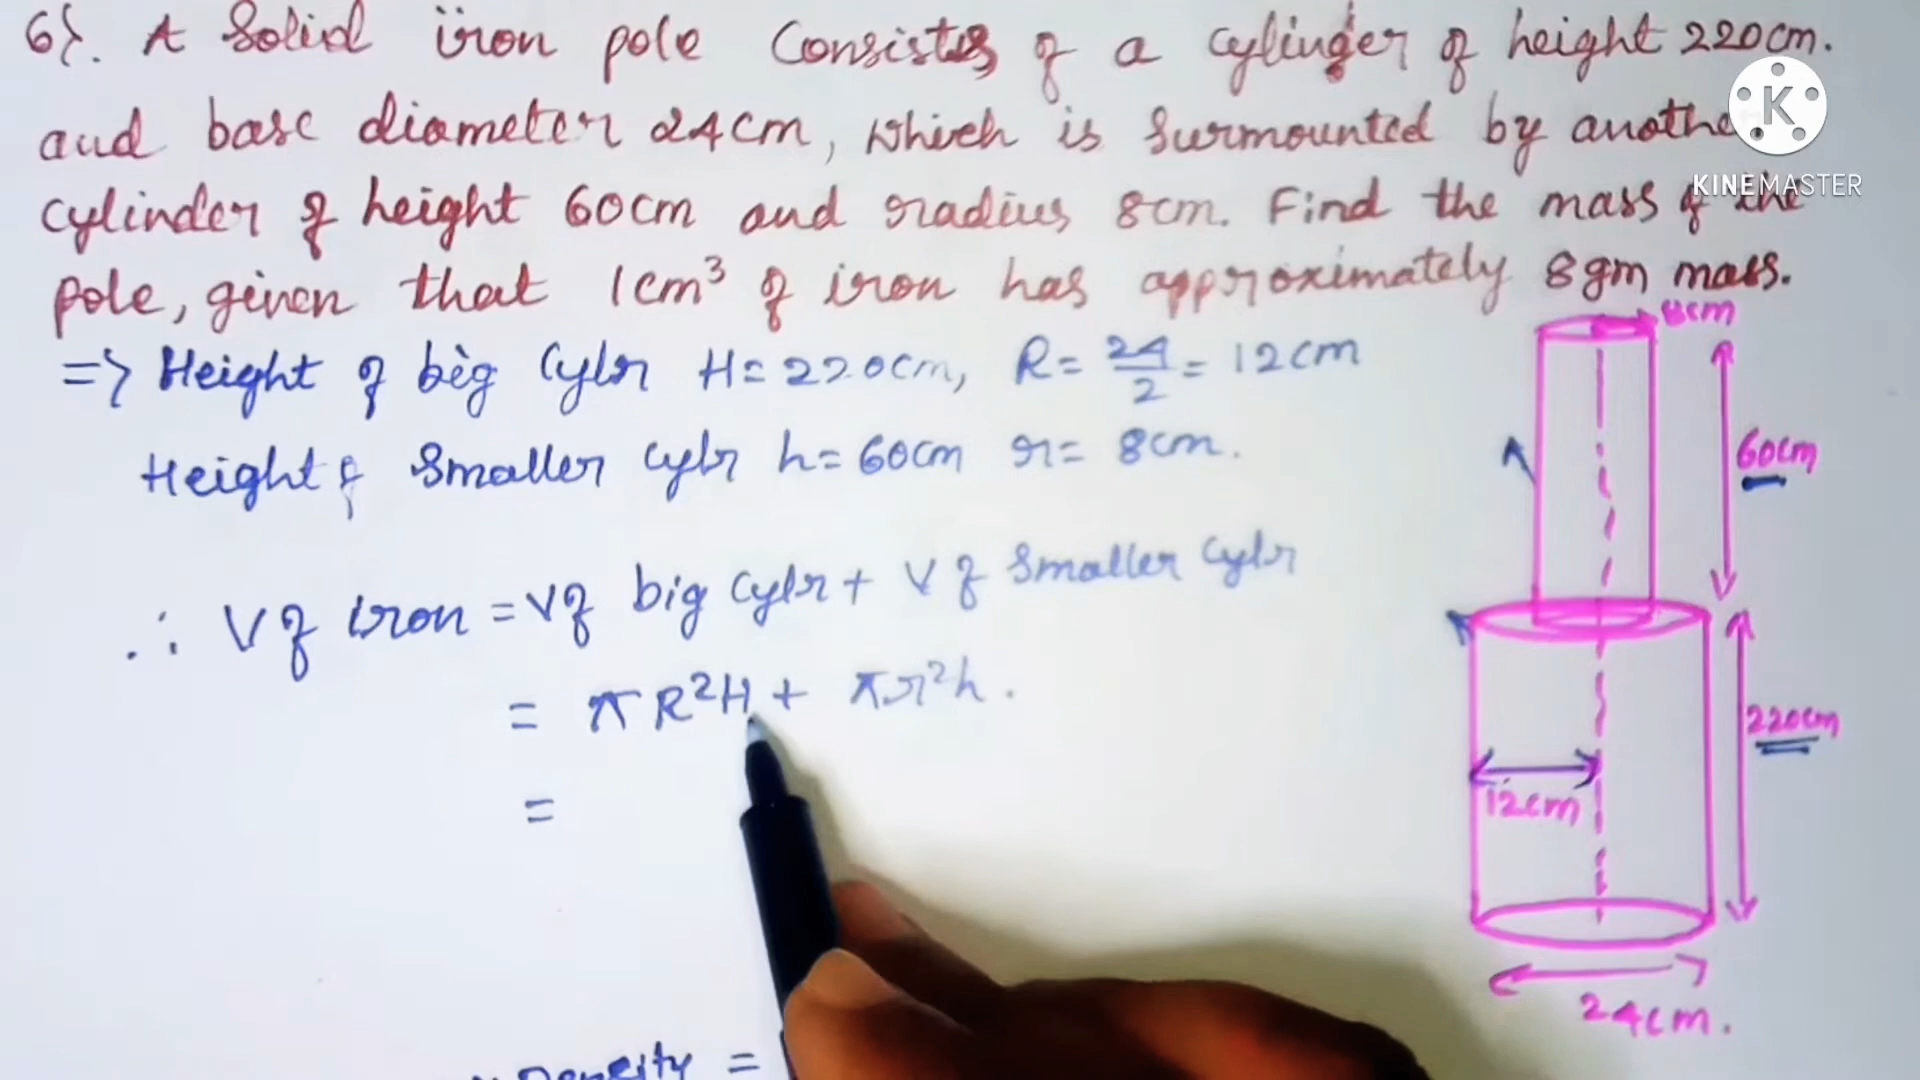 6}. A Solid iron pole Consists of a cylinder of height 220cm.
and base diameter 24cm, which is Surmounted by another
cylinder of height 60cm and radius 8cm. Find the mass of the
pole, given that 1cm³ of iron has approximately 8gm mass.
KINEMASTER
=> Height of big Cylr H= 220cm, R= 24/2 = 12cm
Height of Smaller Cylr h= 60cm r= 8cm.
∴ V of iron = V of big Cylr + V of Smaller Cylr
= πR²H + πr²h.
=
Density =
8cm
60cm
220cm
12cm
24cm.